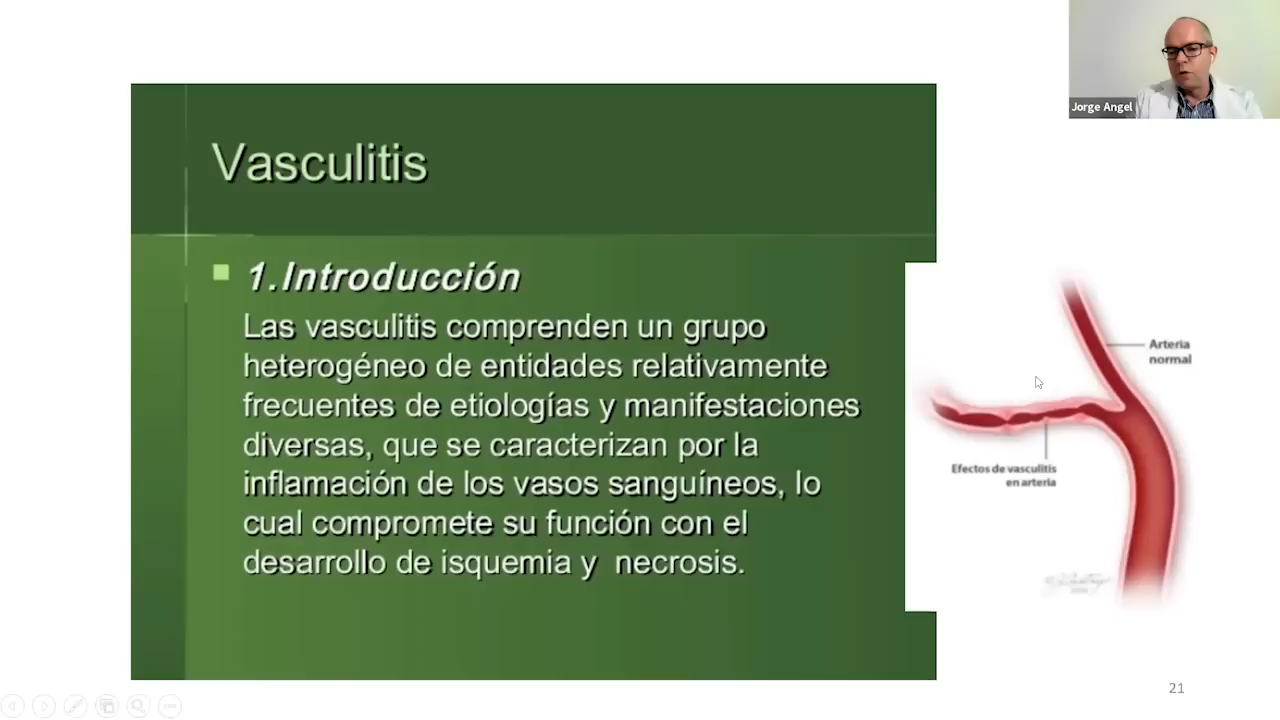 Jorge Angel
Vasculitis
1.Introducción
Las vasculitis comprenden un grupo
heterogéneo de entidades relativamente
frecuentes de etiologías y manifestaciones
diversas, que se caracterizan por la
inflamación de los vasos sanguíneos, lo
cual compromete su función con el
desarrollo de isquemia y necrosis.
Arteria
normal
Efectos de vasculitis
en arteria
21